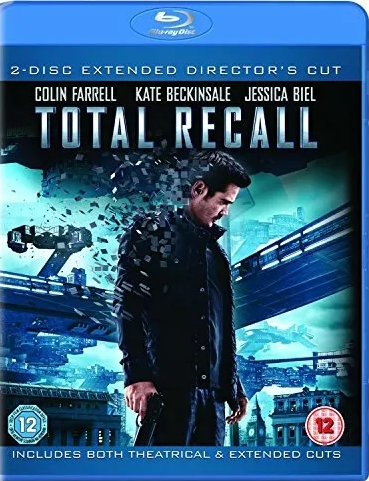 Blu-ray Disc
2-DISC EXTENDED DIRECTOR'S CUT
COLIN FARRELL KATE BECKINSALE JESSICA BIEL
TOTAL RECALL
12
12
INCLUDES BOTH THEATRICAL & EXTENDED CUTS